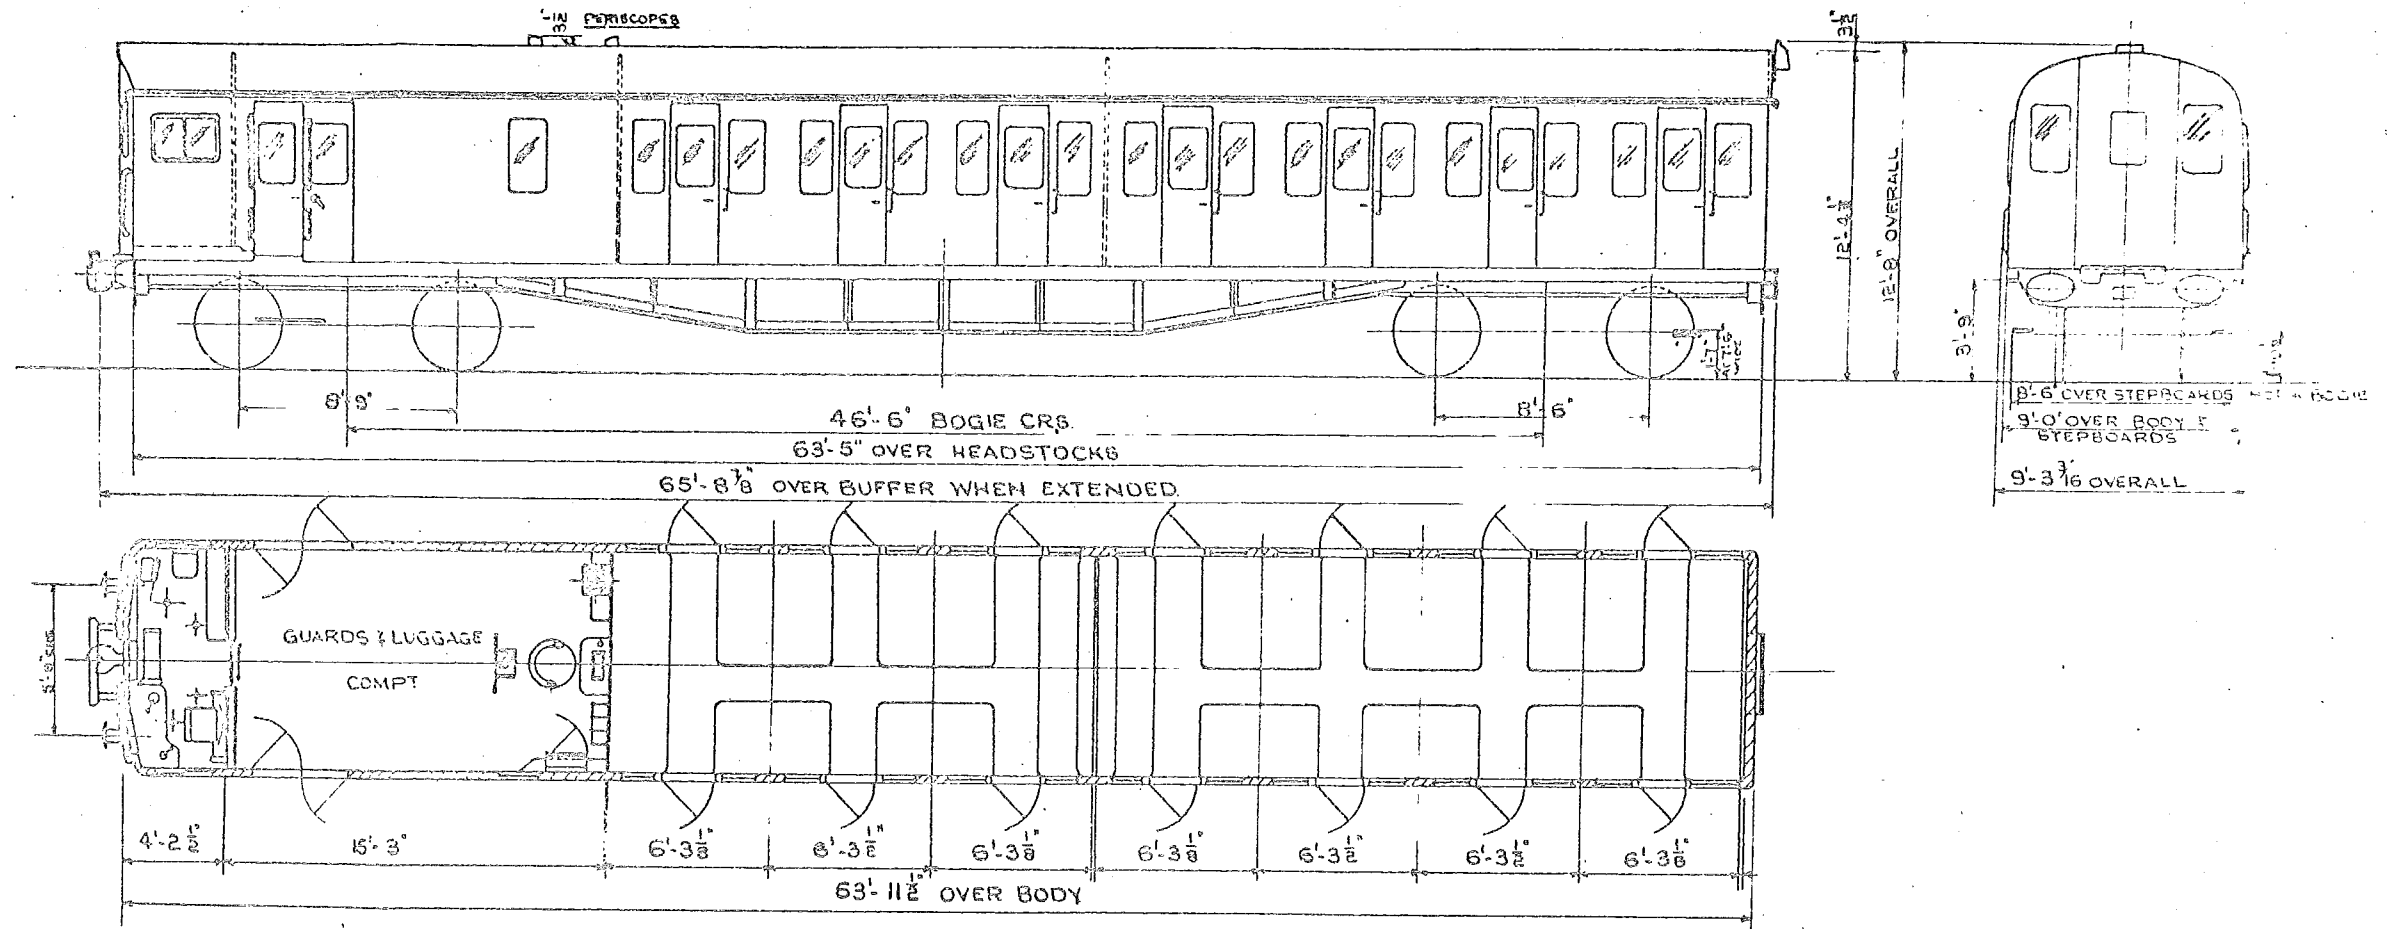 PERISCOPES
3½"
12'-4½"
12'-8" OVERALL
3'-9"
8'-9"
46'-6" BOGIE CRS.
8'-6"
1'-7"
63'-5" OVER HEADSTOCKS
65'-8⅞" OVER BUFFER WHEN EXTENDED.
8'-6" OVER STEPBOARDS
9'-0" OVER BODY &
STEPBOARDS
9'-3 3/16" OVERALL
GUARDS & LUGGAGE
COMPT
4'-2½"
15'-3"
6'-3⅛"
6'-3½"
6'-3⅛"
6'-3⅛"
6'-3½"
6'-3½"
6'-3⅛"
63'-11½" OVER BODY